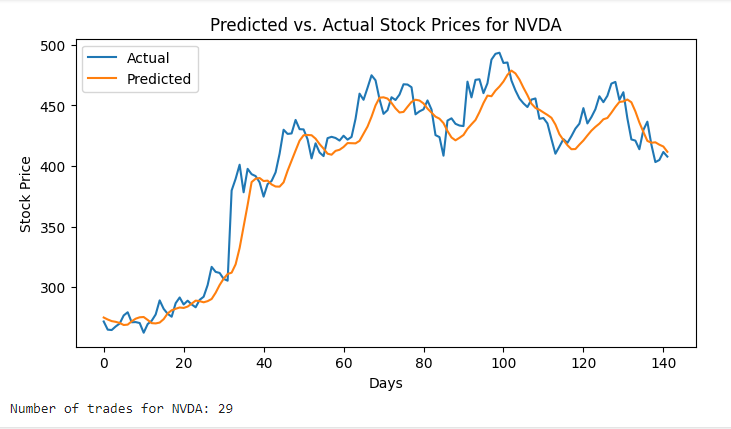 Predicted vs. Actual Stock Prices for NVDA
Actual
Predicted
Stock Price
500
450
400
350
300
0 20 40 60 80 100 120 140
Days
Number of trades for NVDA: 29